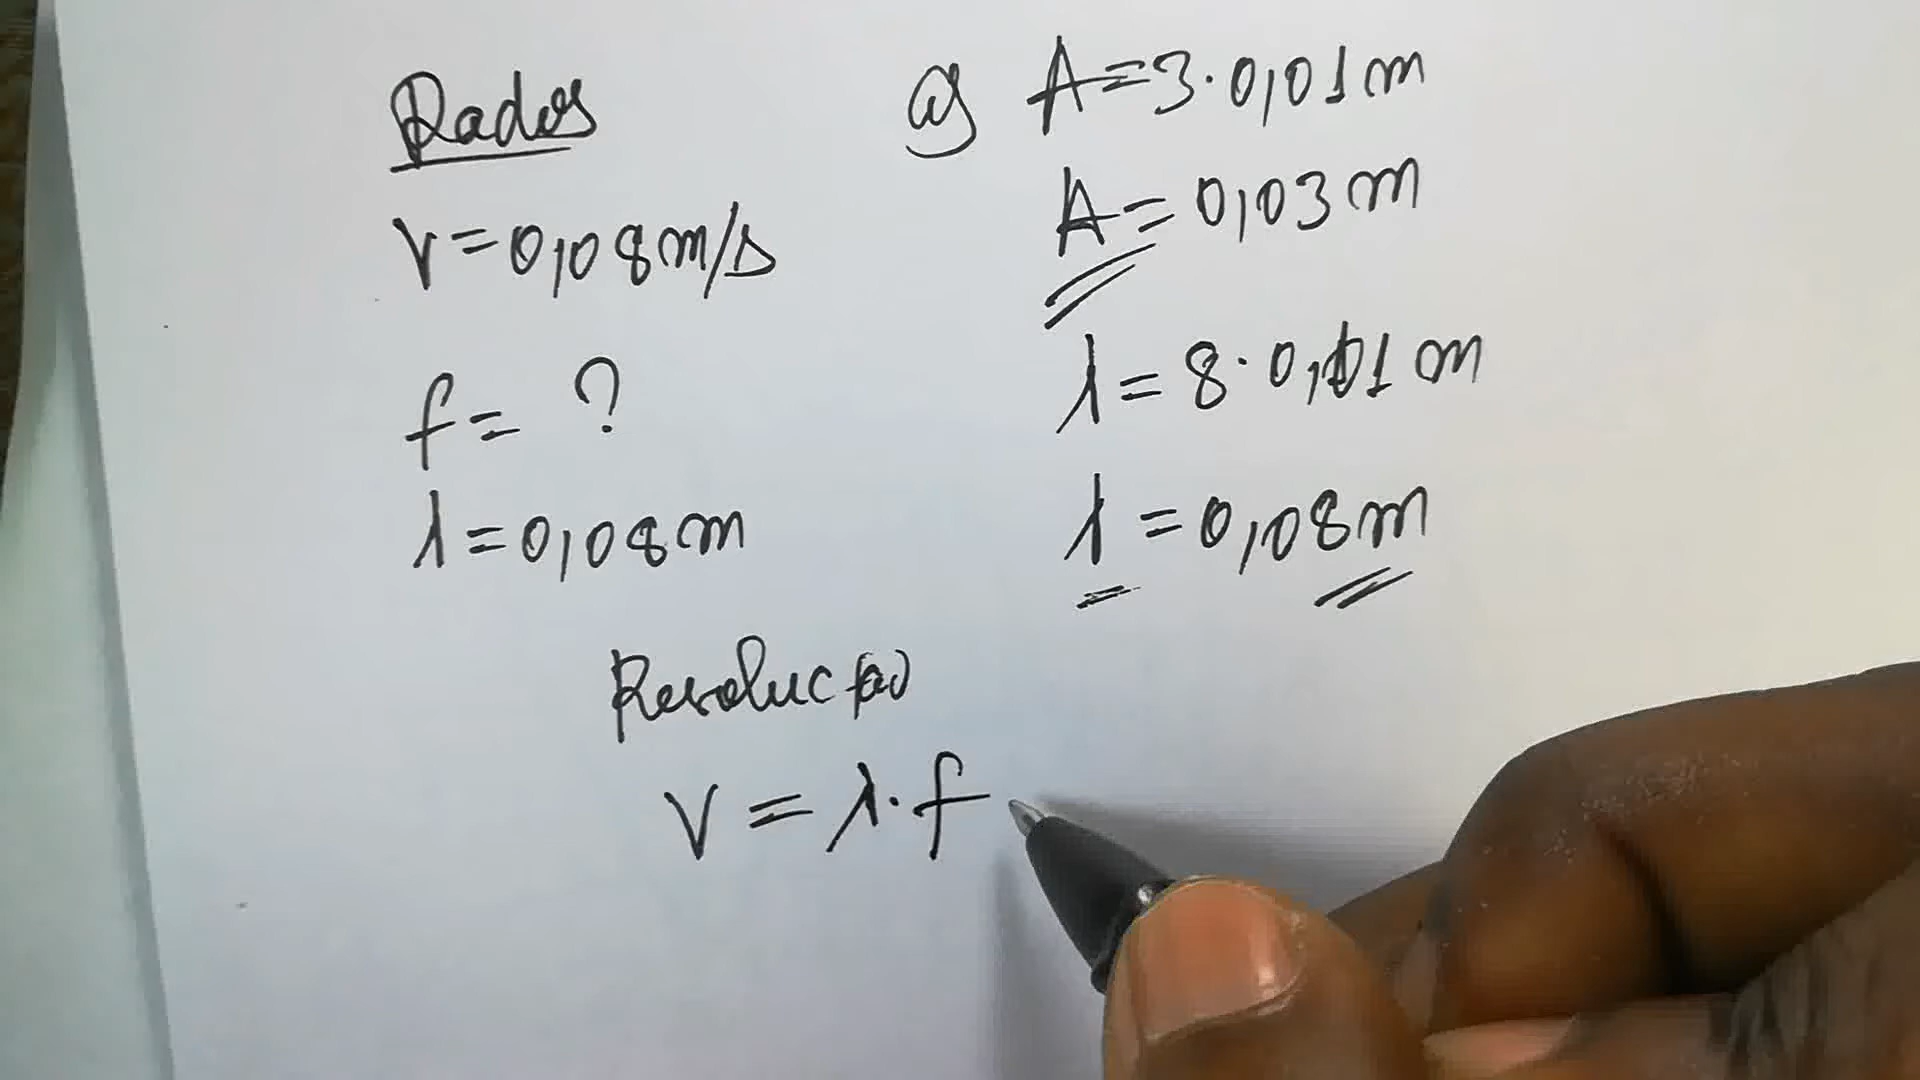 Dados
v = 0,08 m/s
f = ?
λ = 0,08 m
a) A = 3 · 0,01 m
A = 0,03 m
λ = 8 · 0,01 m
λ = 0,08 m
Resolução
v = λ · f